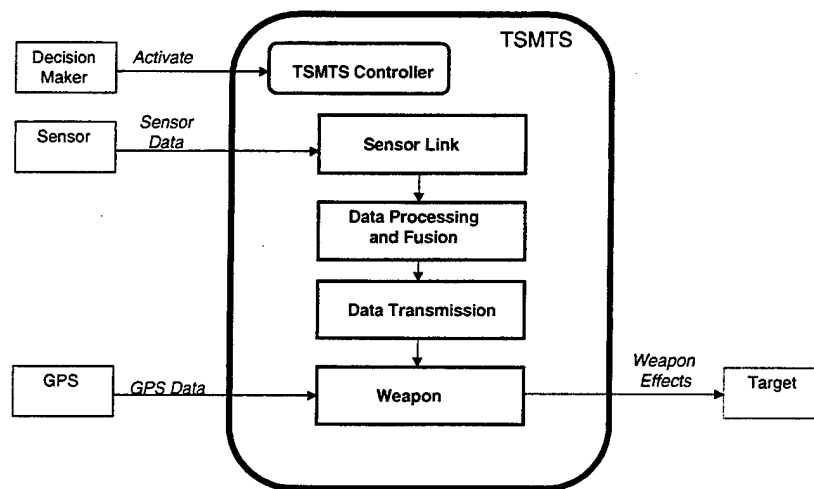 TSMTS
Decision
Maker
Activate
TSMTS Controller
Sensor
Sensor
Data
Sensor Link
Data Processing
and Fusion
Data Transmission
GPS
GPS Data
Weapon
Weapon
Effects
Target